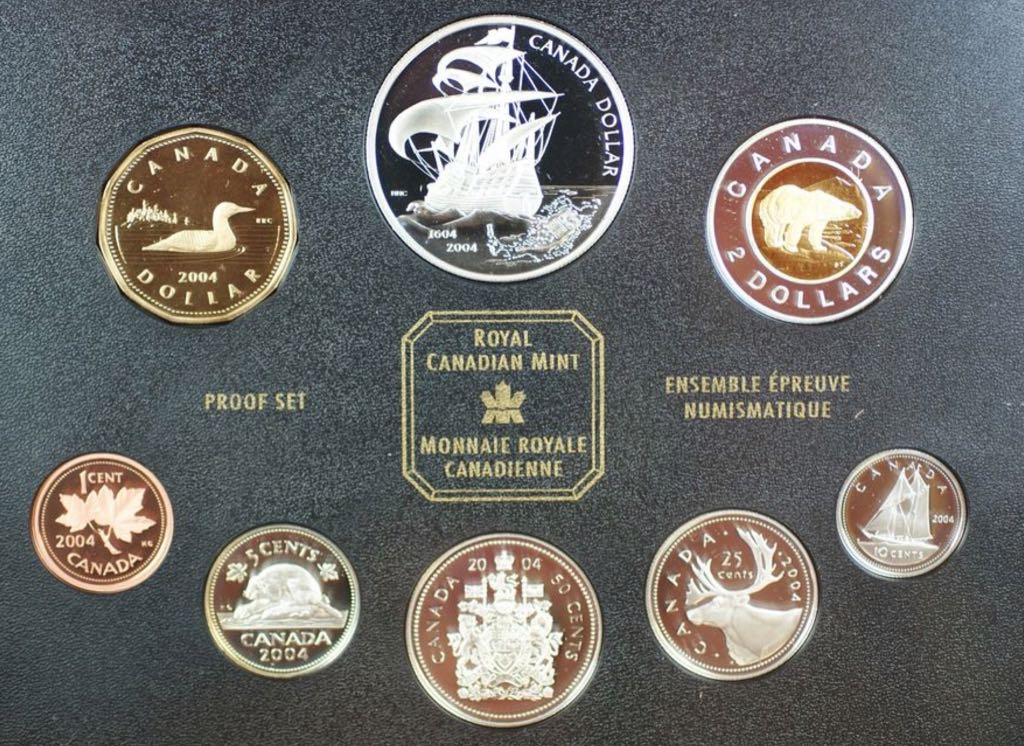 CANADA DOLLAR
1604
2004
CANADA
2004
DOLLAR
CANADA
2 DOLLARS
ROYAL
CANADIAN MINT
MONNAIE ROYALE
CANADIENNE
PROOF SET
ENSEMBLE ÉPREUVE
NUMISMATIQUE
1 CENT
2004
CANADA
5 CENTS
CANADA
2004
CANADA
20 04
50 CENTS
CANADA
25
cents
2004
CANADA
2004
10 CENTS